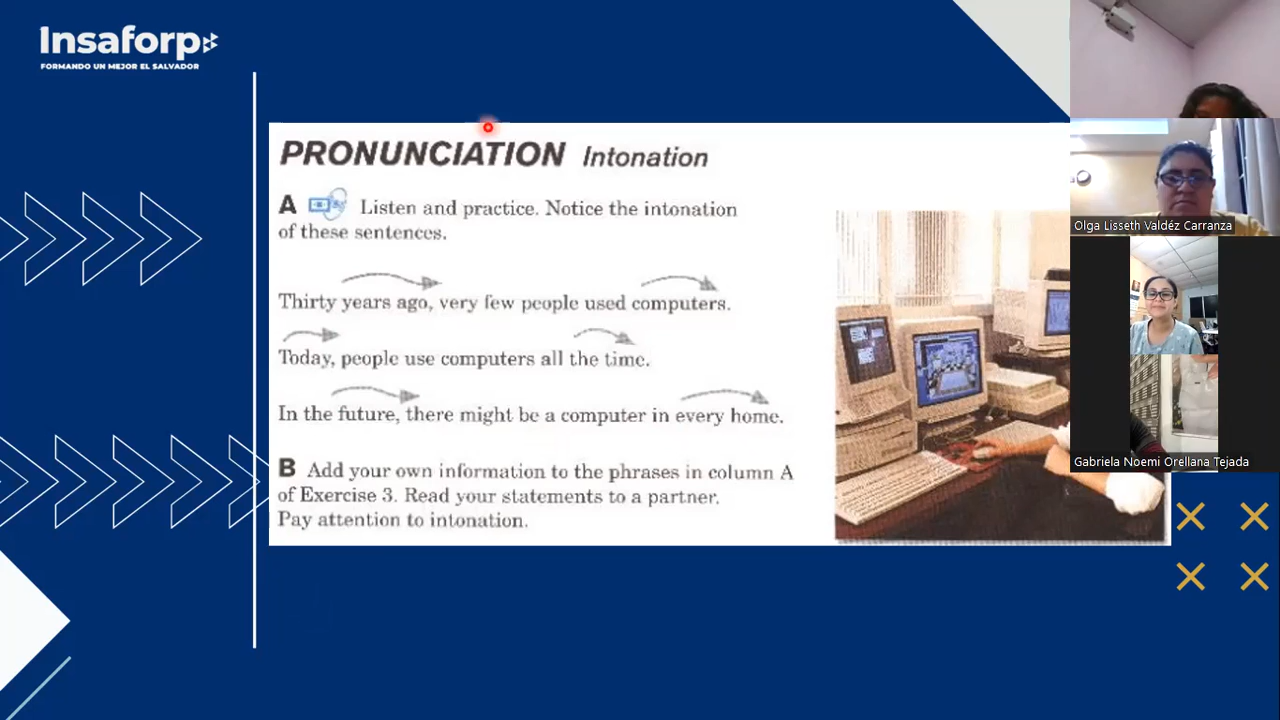 Insaforp
FORMANDO UN MEJOR EL SALVADOR
PRONUNCIATION Intonation
A Listen and practice. Notice the intonation
of these sentences.
Thirty years ago, very few people used computers.
Today, people use computers all the time.
In the future, there might be a computer in every home.
B Add your own information to the phrases in column A
of Exercise 3. Read your statements to a partner.
Pay attention to intonation.
Olga Lisseth Valdéz Carranza
Gabriela Noemi Orellana Tejada